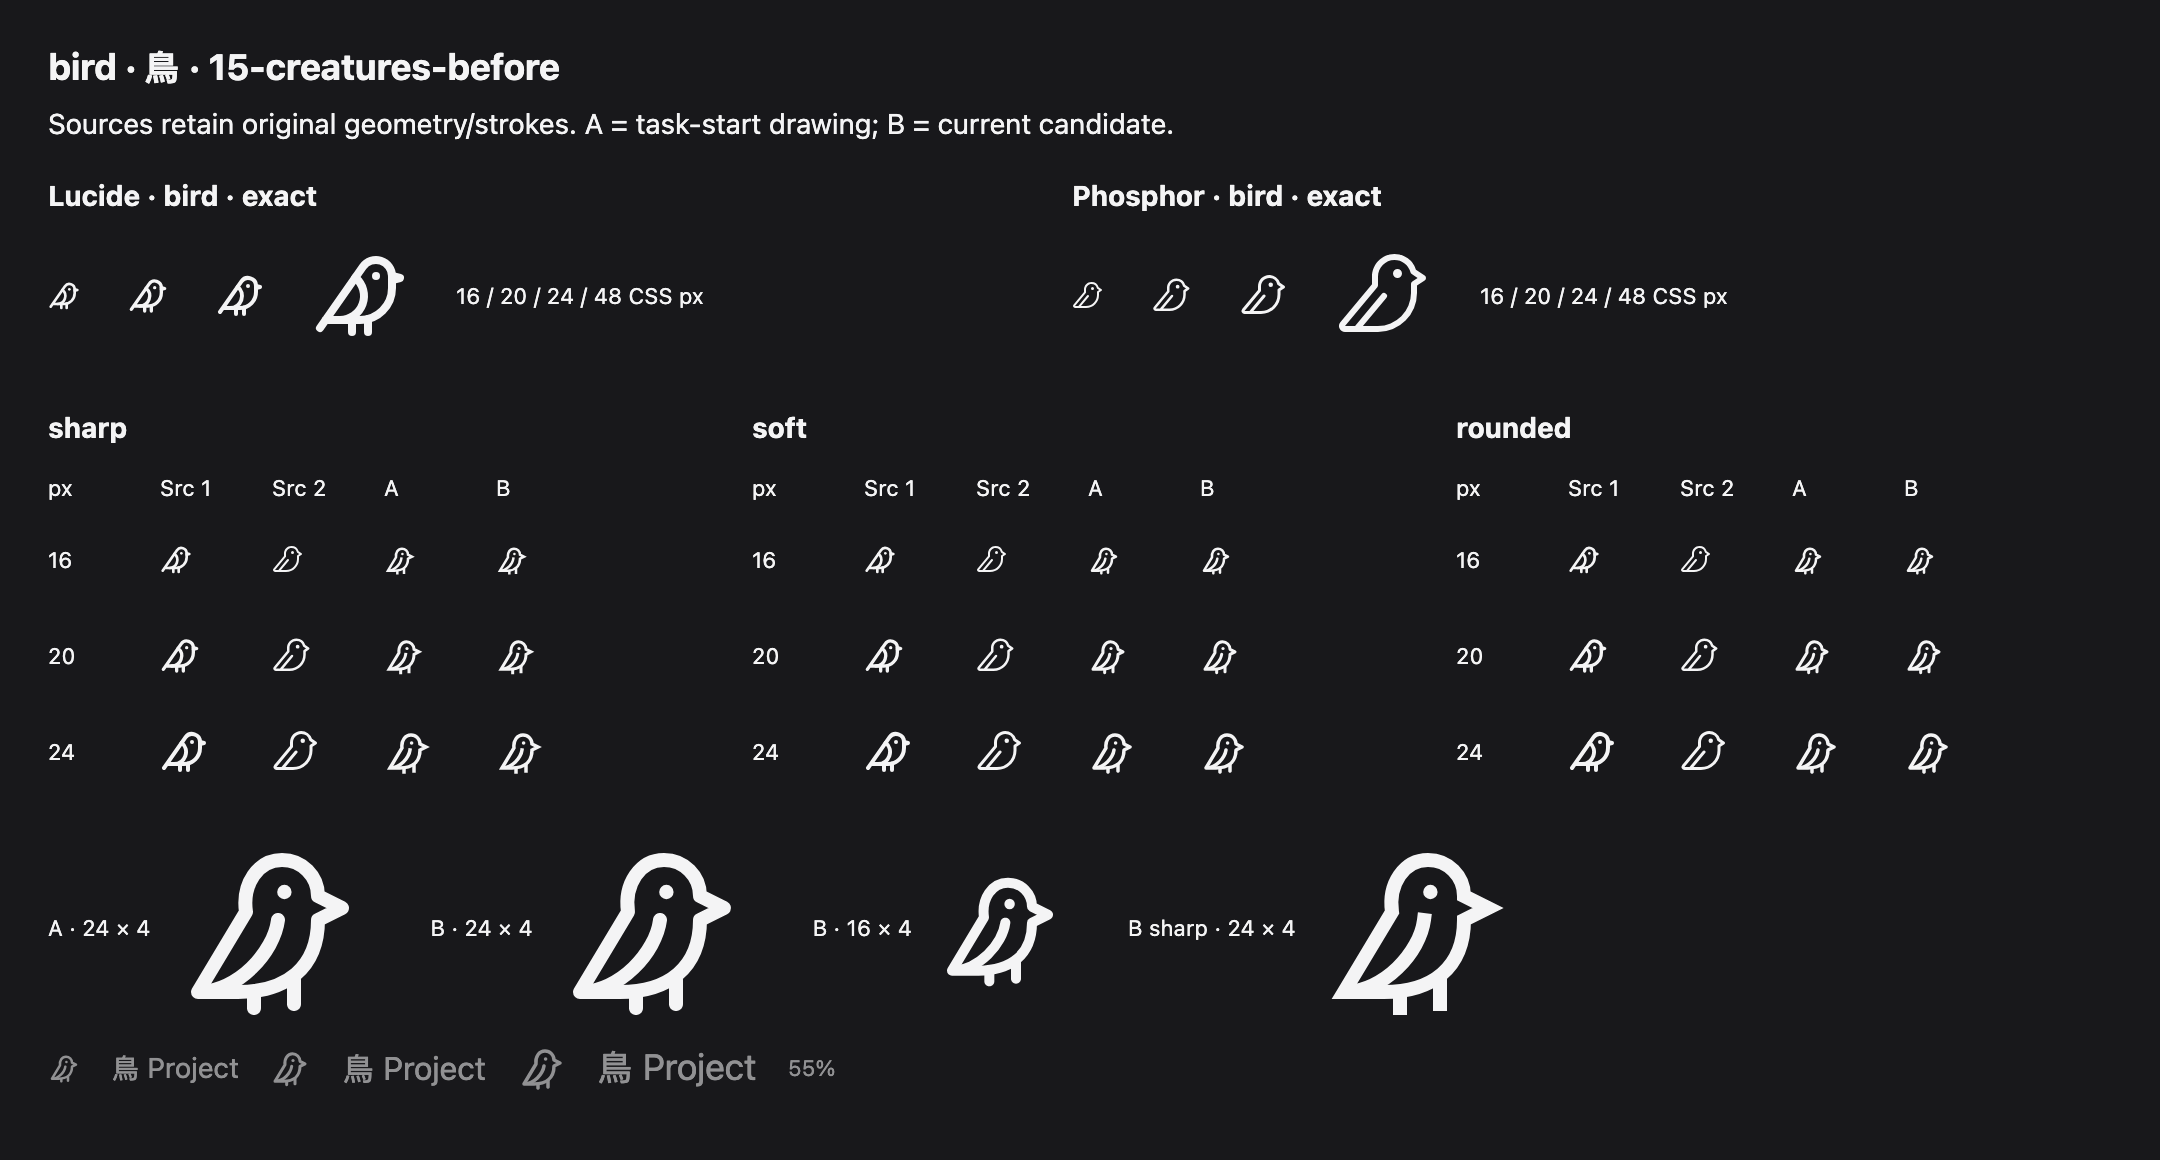 bird · 鳥 · 15-creatures-before
Sources retain original geometry/strokes. A = task-start drawing; B = current candidate.
Lucide · bird · exact
16 / 20 / 24 / 48 CSS px
Phosphor · bird · exact
16 / 20 / 24 / 48 CSS px
sharp
px Src 1 Src 2 A B
16
20
24
soft
px Src 1 Src 2 A B
16
20
24
rounded
px Src 1 Src 2 A B
16
20
24
A · 24 × 4
B · 24 × 4
B · 16 × 4
B sharp · 24 × 4
鳥 Project 鳥 Project 鳥 Project 55%